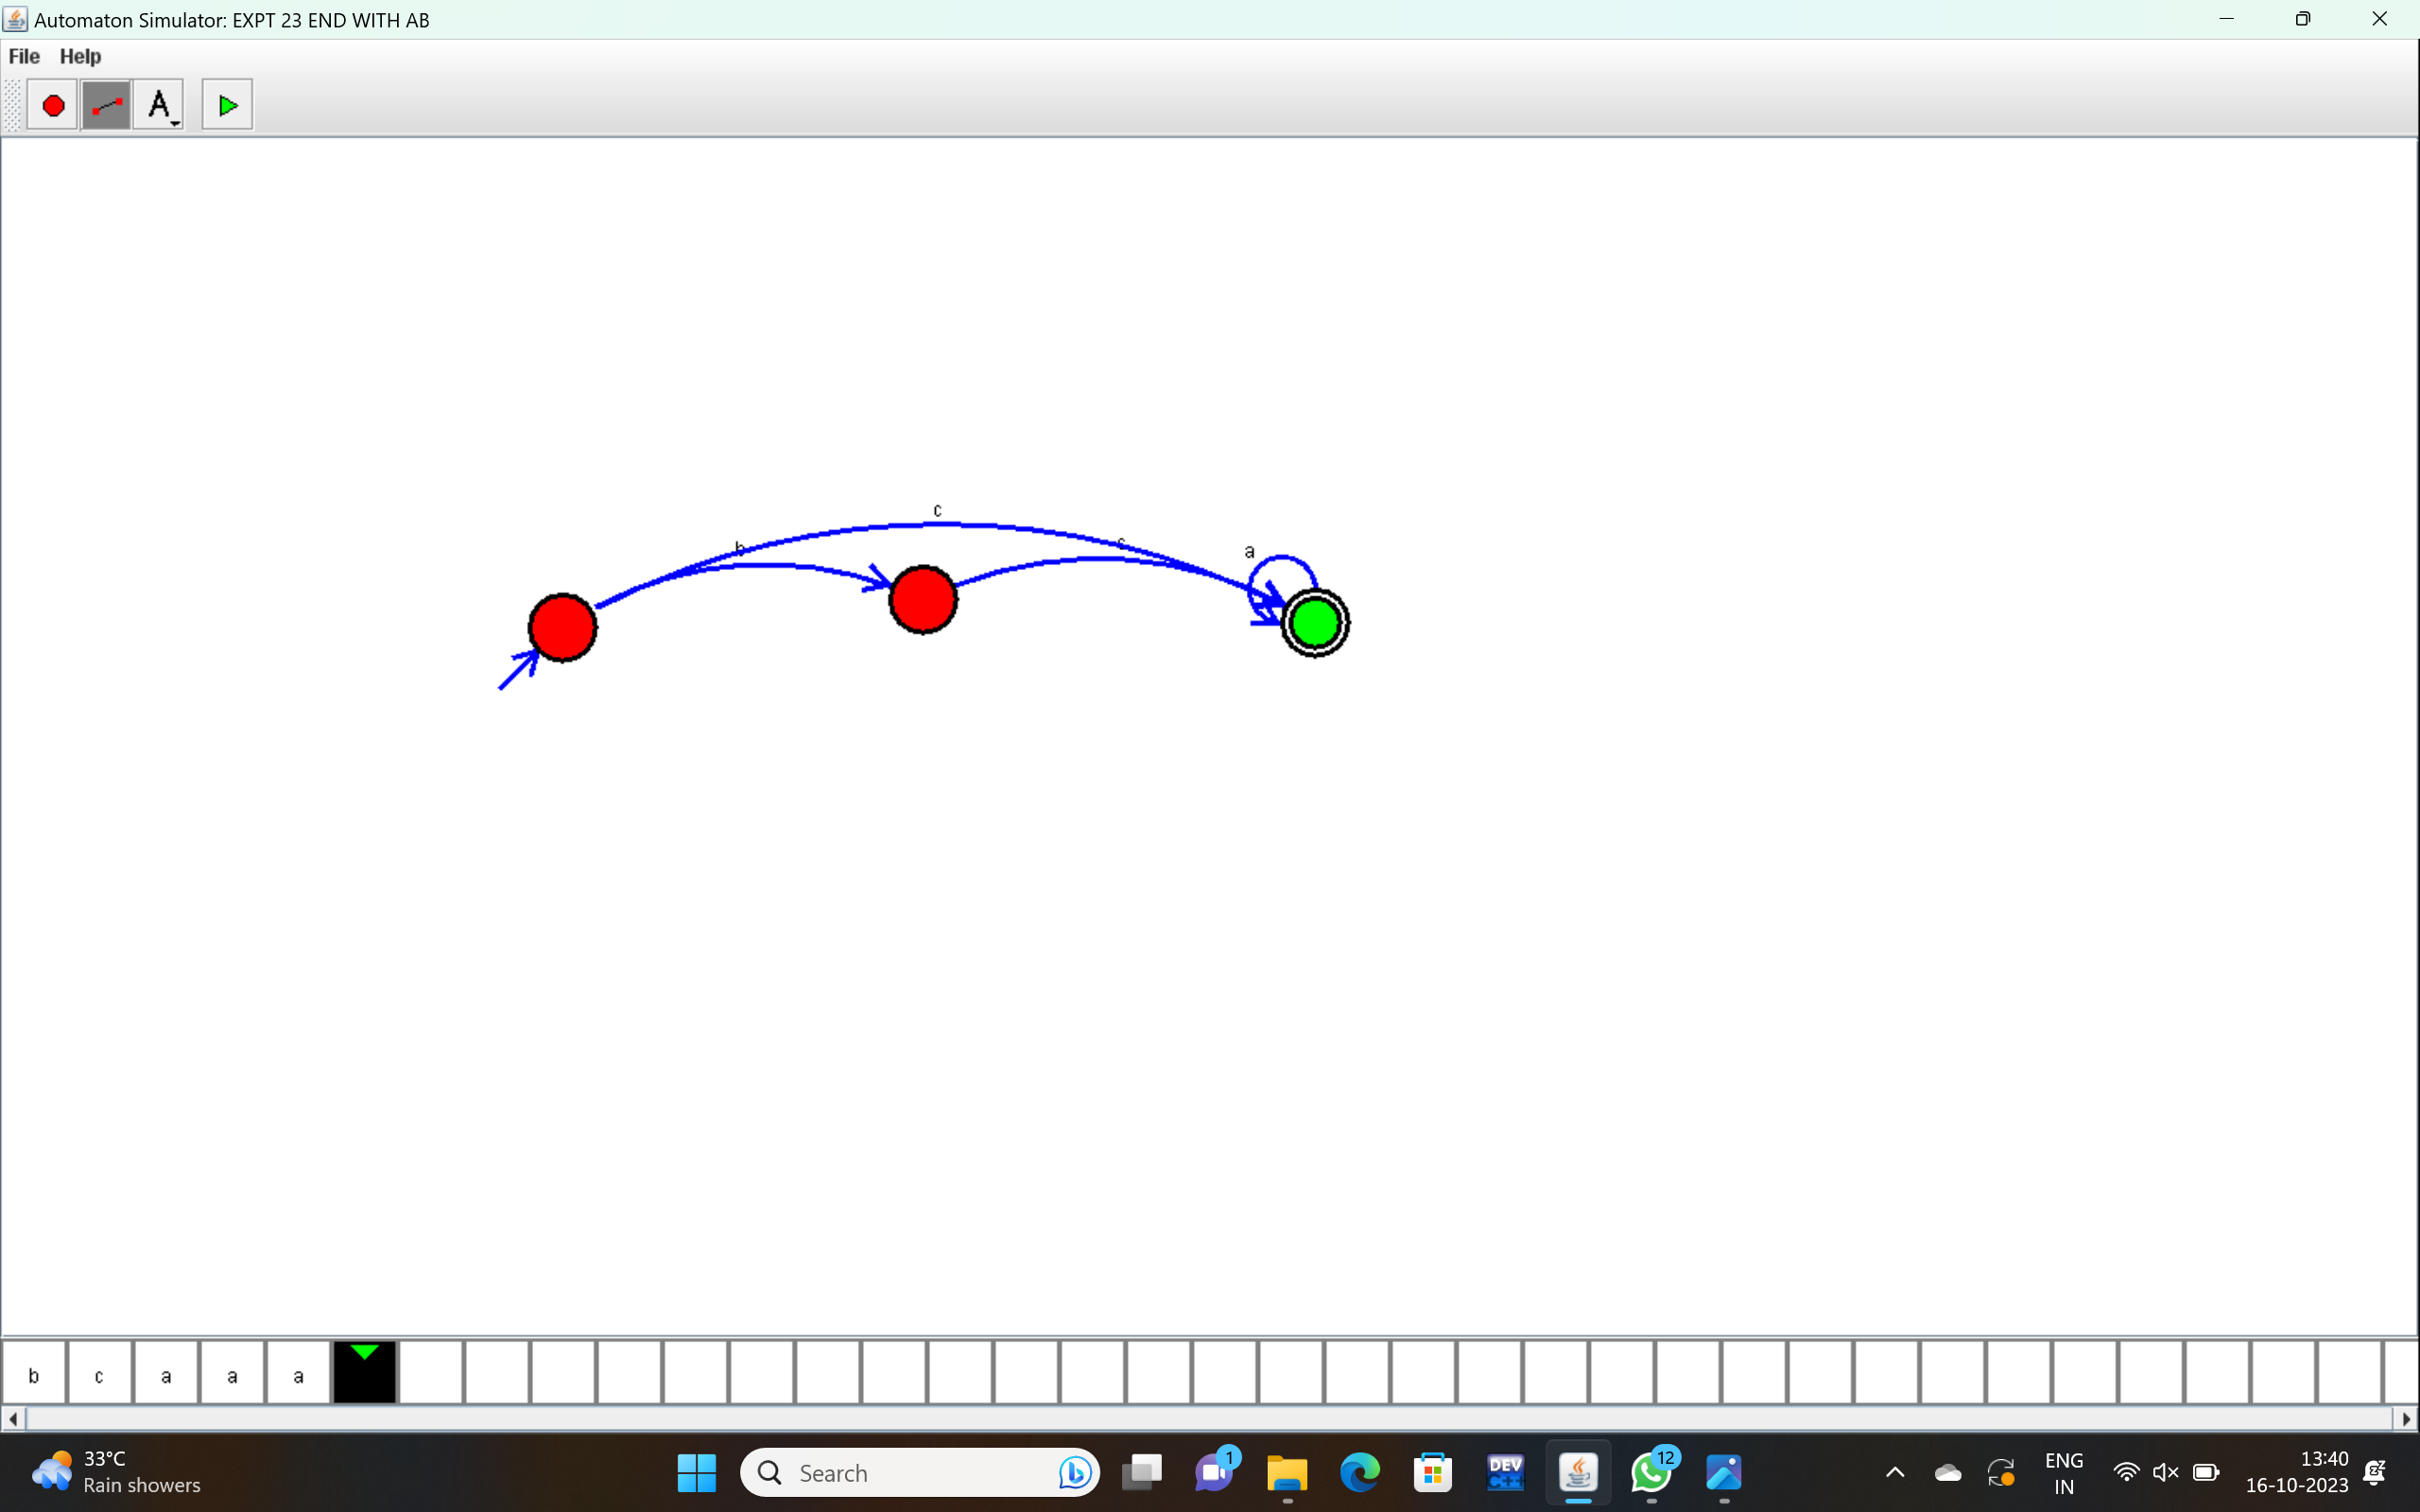 Automaton Simulator: EXPT 23 END WITH AB
File Help
A
c
b
c
a
b c a a a
33°C
Rain showers
Search
1
DEV
C++
12
ENG
IN
13:40
16-10-2023